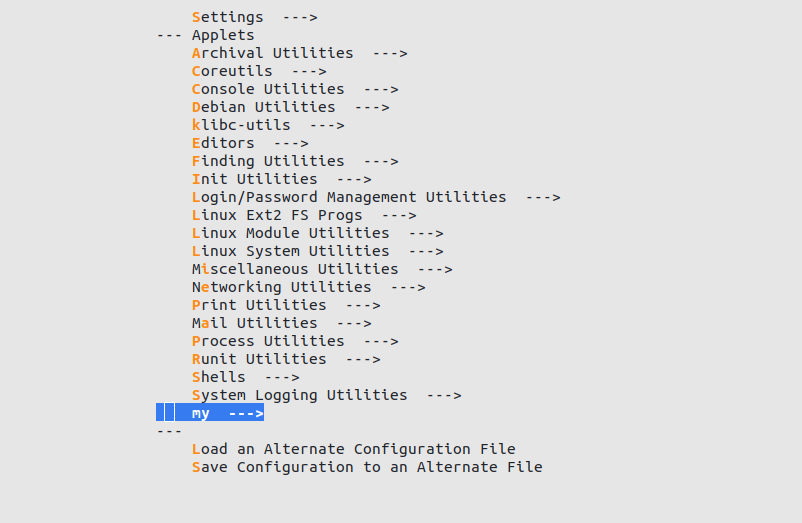 Settings  --->
--- Applets
Archival Utilities  --->
Coreutils  --->
Console Utilities  --->
Debian Utilities  --->
klibc-utils  --->
Editors  --->
Finding Utilities  --->
Init Utilities  --->
Login/Password Management Utilities  --->
Linux Ext2 FS Progs  --->
Linux Module Utilities  --->
Linux System Utilities  --->
Miscellaneous Utilities  --->
Networking Utilities  --->
Print Utilities  --->
Mail Utilities  --->
Process Utilities  --->
Runit Utilities  --->
Shells  --->
System Logging Utilities  --->
my  --->
---
Load an Alternate Configuration File
Save Configuration to an Alternate File